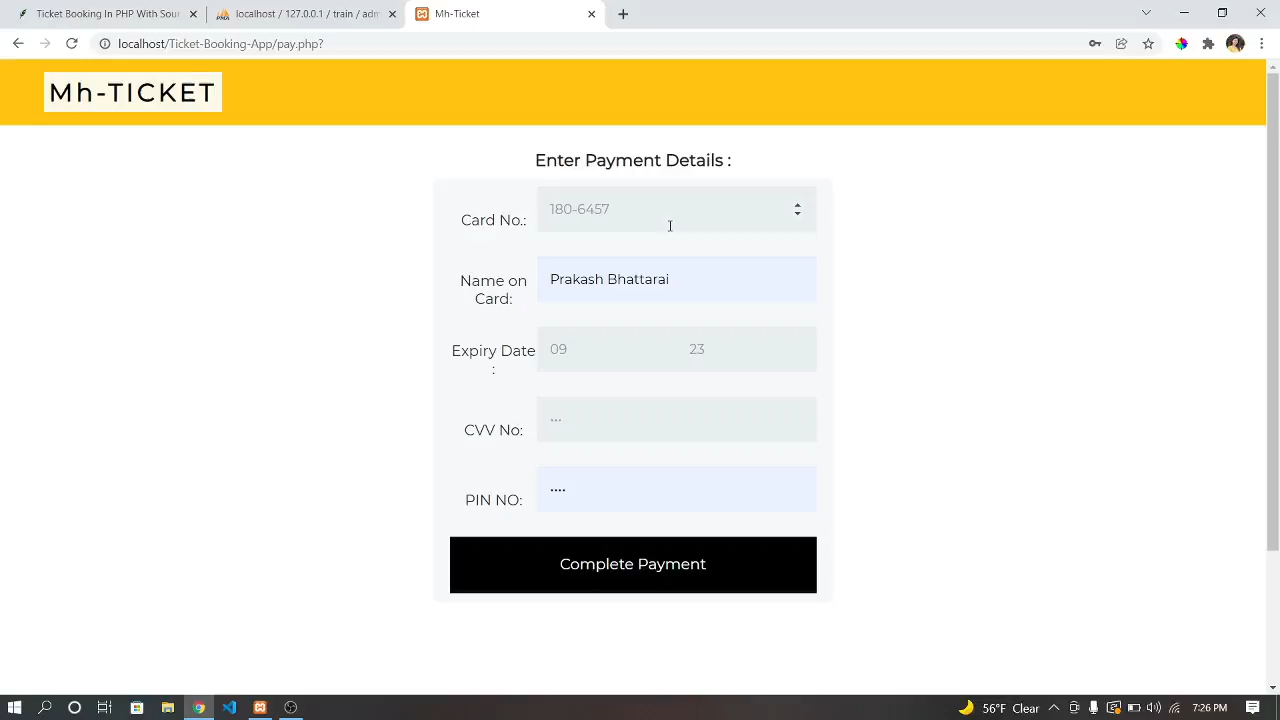 Ticket Booking In PHP With Sou
localhost / 127.0.0.1 / train / adm
Mh-Ticket
localhost/Ticket-Booking-App/pay.php?
Mh-TICKET
Enter Payment Details :
Card No.:
180-6457
Name on
Card:
Prakash Bhattarai
Expiry Date
:
09
23
CVV No:
...
PIN NO:
....
Complete Payment
56°F Clear
7:26 PM